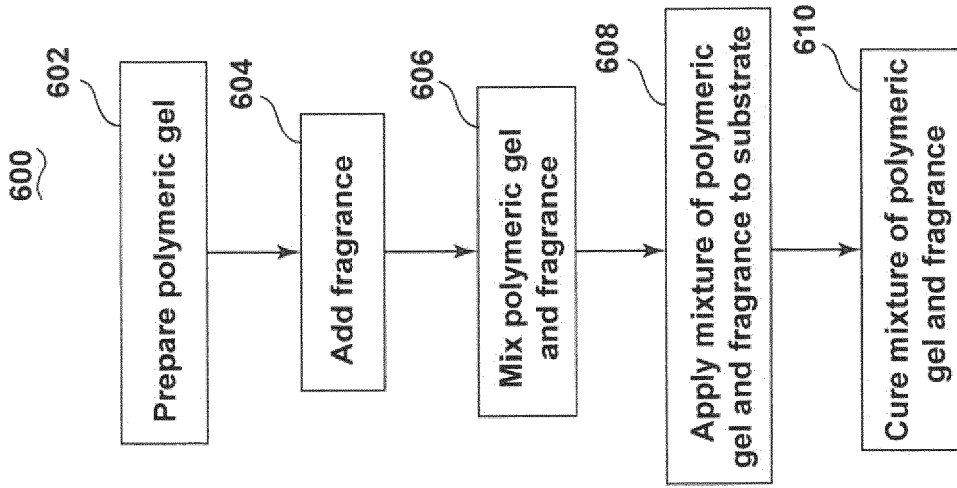 600
602
Prepare polymeric gel
604
Add fragrance
606
Mix polymeric gel
and fragrance
608
Apply mixture of polymeric
gel and fragrance to substrate
610
Cure mixture of polymeric
gel and fragrance